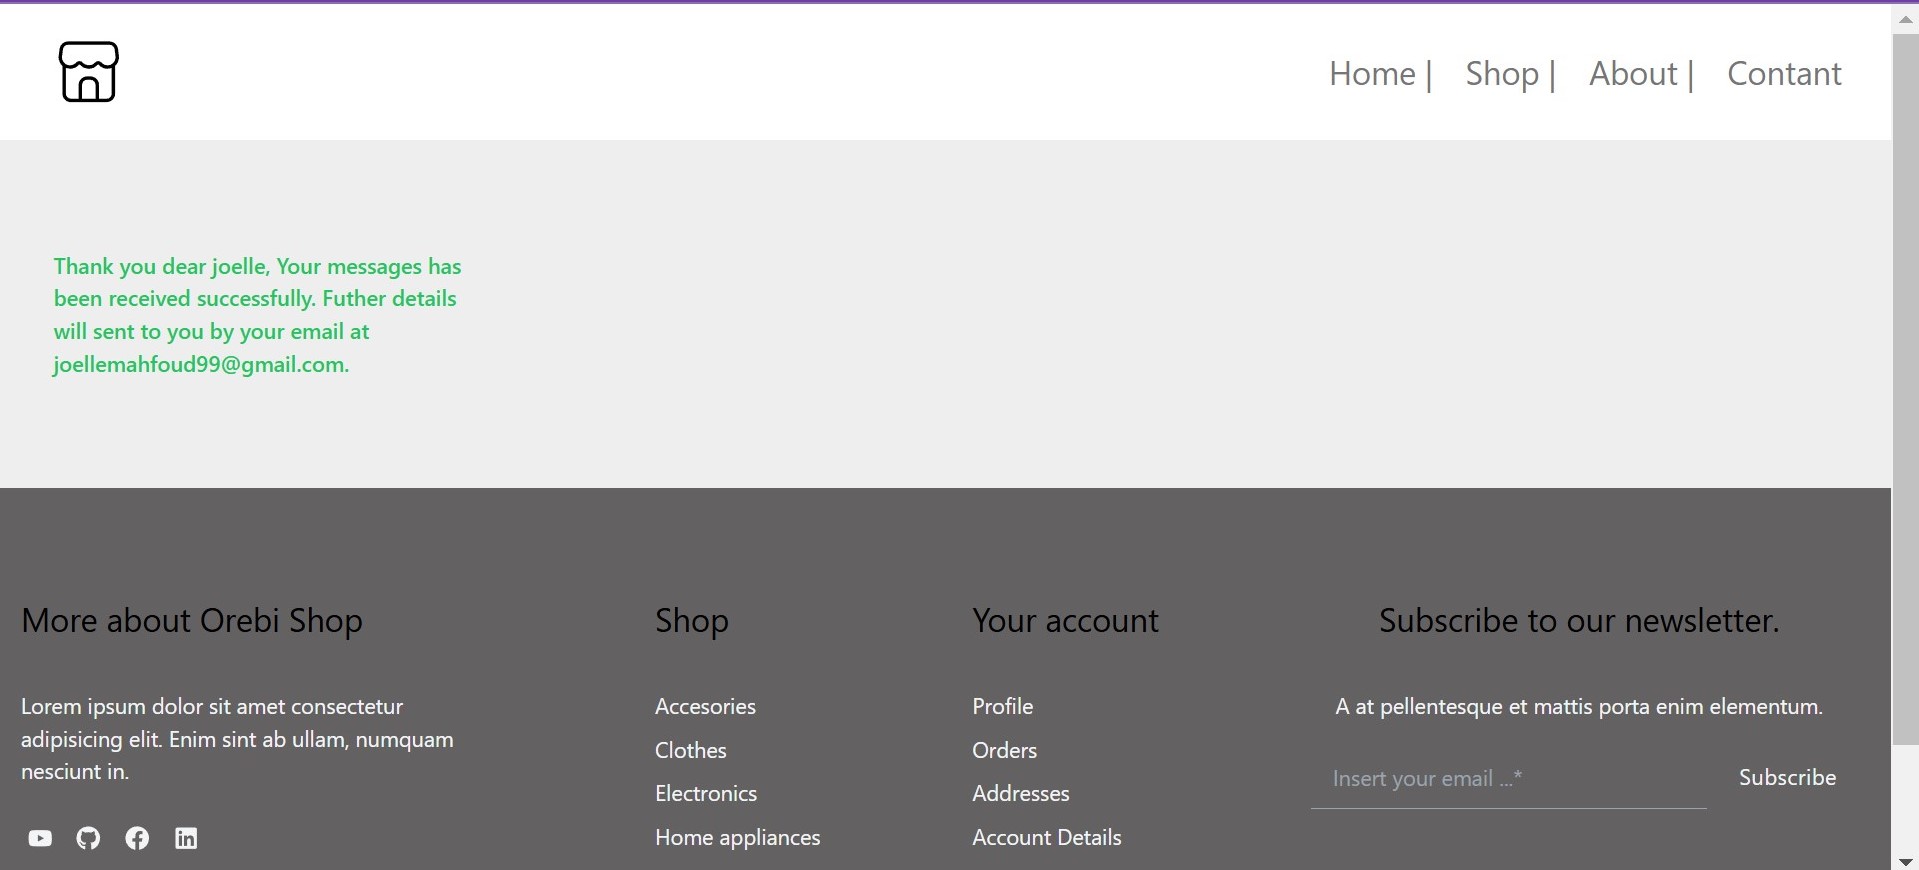 Home | Shop | About | Contant
Thank you dear joelle, Your messages has
been received successfully. Futher details
will sent to you by your email at
joellemahfoud99@gmail.com.
More about Orebi Shop
Lorem ipsum dolor sit amet consectetur
adipisicing elit. Enim sint ab ullam, numquam
nesciunt in.
Shop
Accesories
Clothes
Electronics
Home appliances
Your account
Profile
Orders
Addresses
Account Details
Subscribe to our newsletter.
A at pellentesque et mattis porta enim elementum.
Insert your email ...* Subscribe